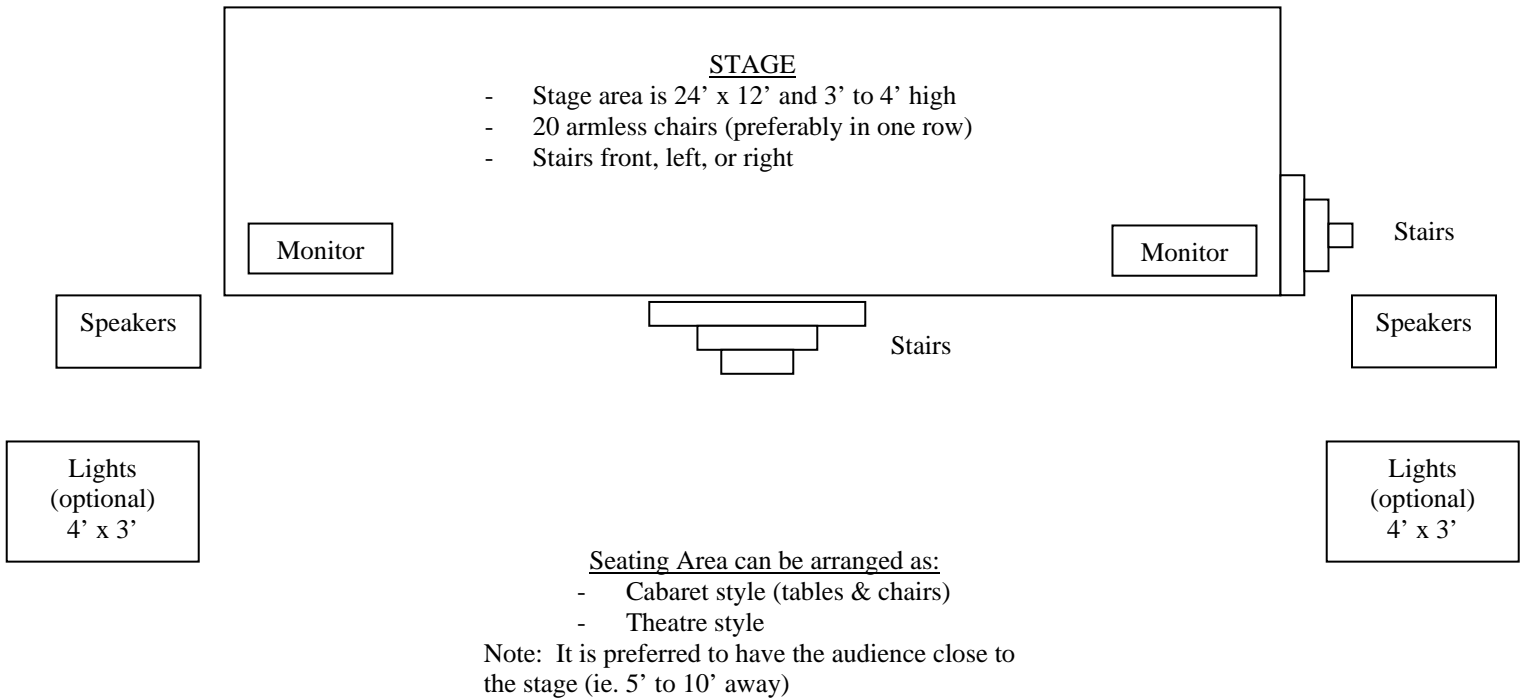 STAGE
- Stage area is 24’ x 12’ and 3’ to 4’ high
- 20 armless chairs (preferably in one row)
- Stairs front, left, or right
Monitor
Monitor
Stairs
Speakers
Stairs
Speakers
Lights
(optional)
4’ x 3’
Lights
(optional)
4’ x 3’
Seating Area can be arranged as:
- Cabaret style (tables & chairs)
- Theatre style
Note: It is preferred to have the audience close to
the stage (ie. 5’ to 10’ away)